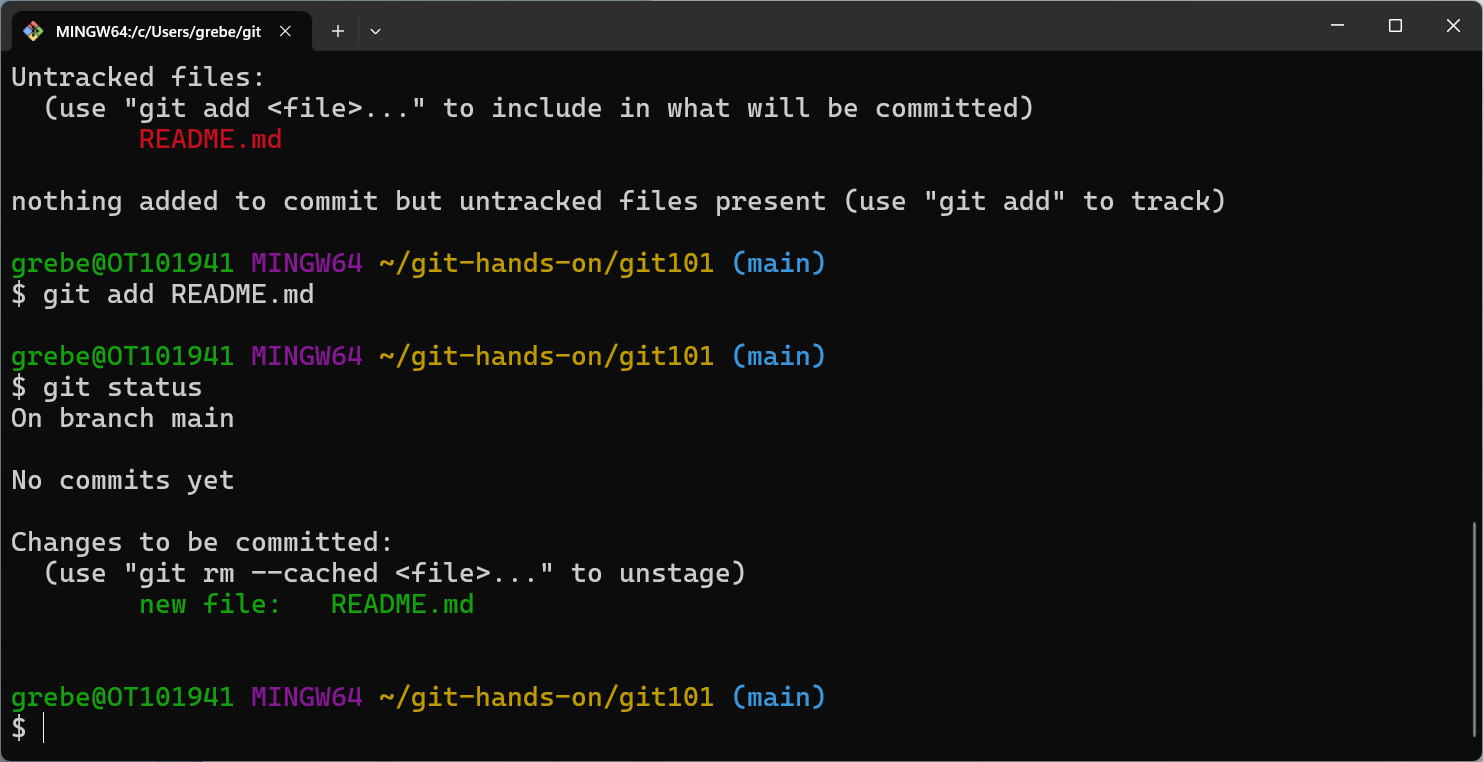 MINGW64:/c/Users/grebe/git
Untracked files:
  (use "git add <file>..." to include in what will be committed)
        README.md
nothing added to commit but untracked files present (use "git add" to track)
grebe@OT101941 MINGW64 ~/git-hands-on/git101 (main)
$ git add README.md
grebe@OT101941 MINGW64 ~/git-hands-on/git101 (main)
$ git status
On branch main
No commits yet
Changes to be committed:
  (use "git rm --cached <file>..." to unstage)
        new file:   README.md
grebe@OT101941 MINGW64 ~/git-hands-on/git101 (main)
$